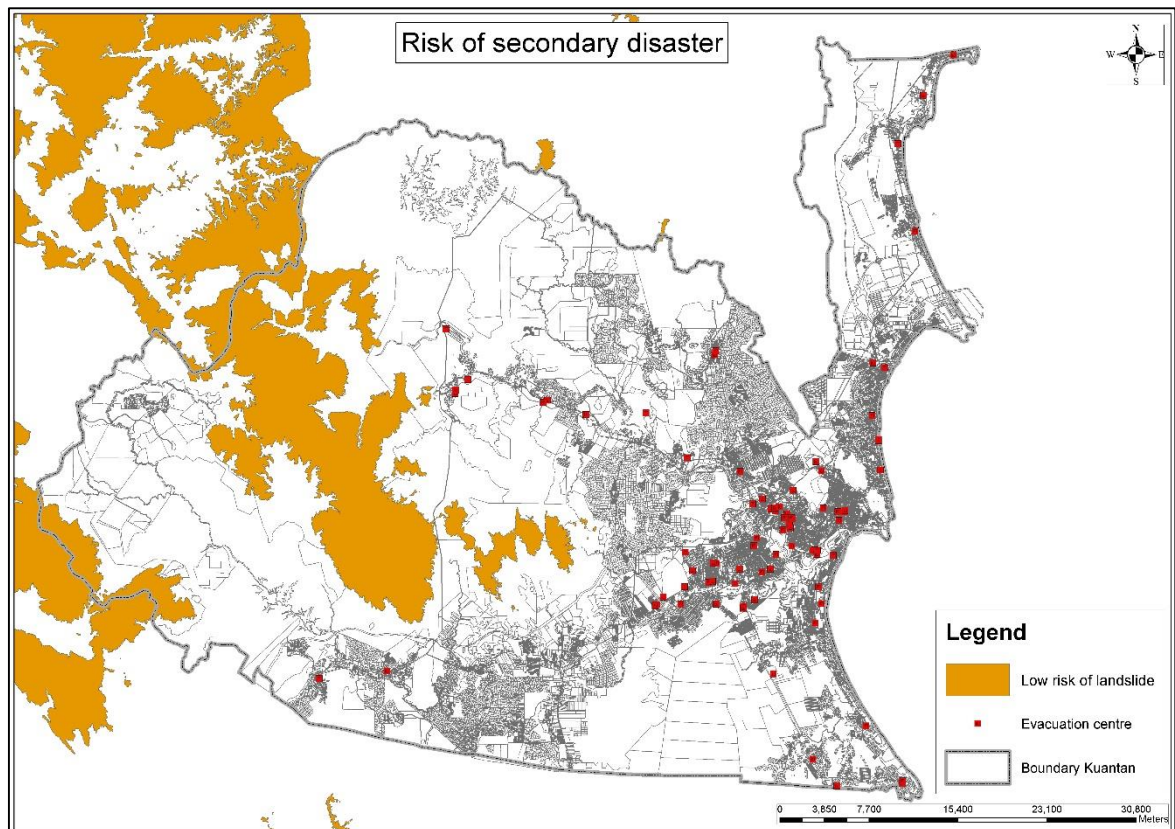 Risk of secondary disaster
N
W E
S
Legend
Low risk of landslide
Evacuation centre
Boundary Kuantan
0 3,850 7,700 15,400 23,100 30,800
Meters